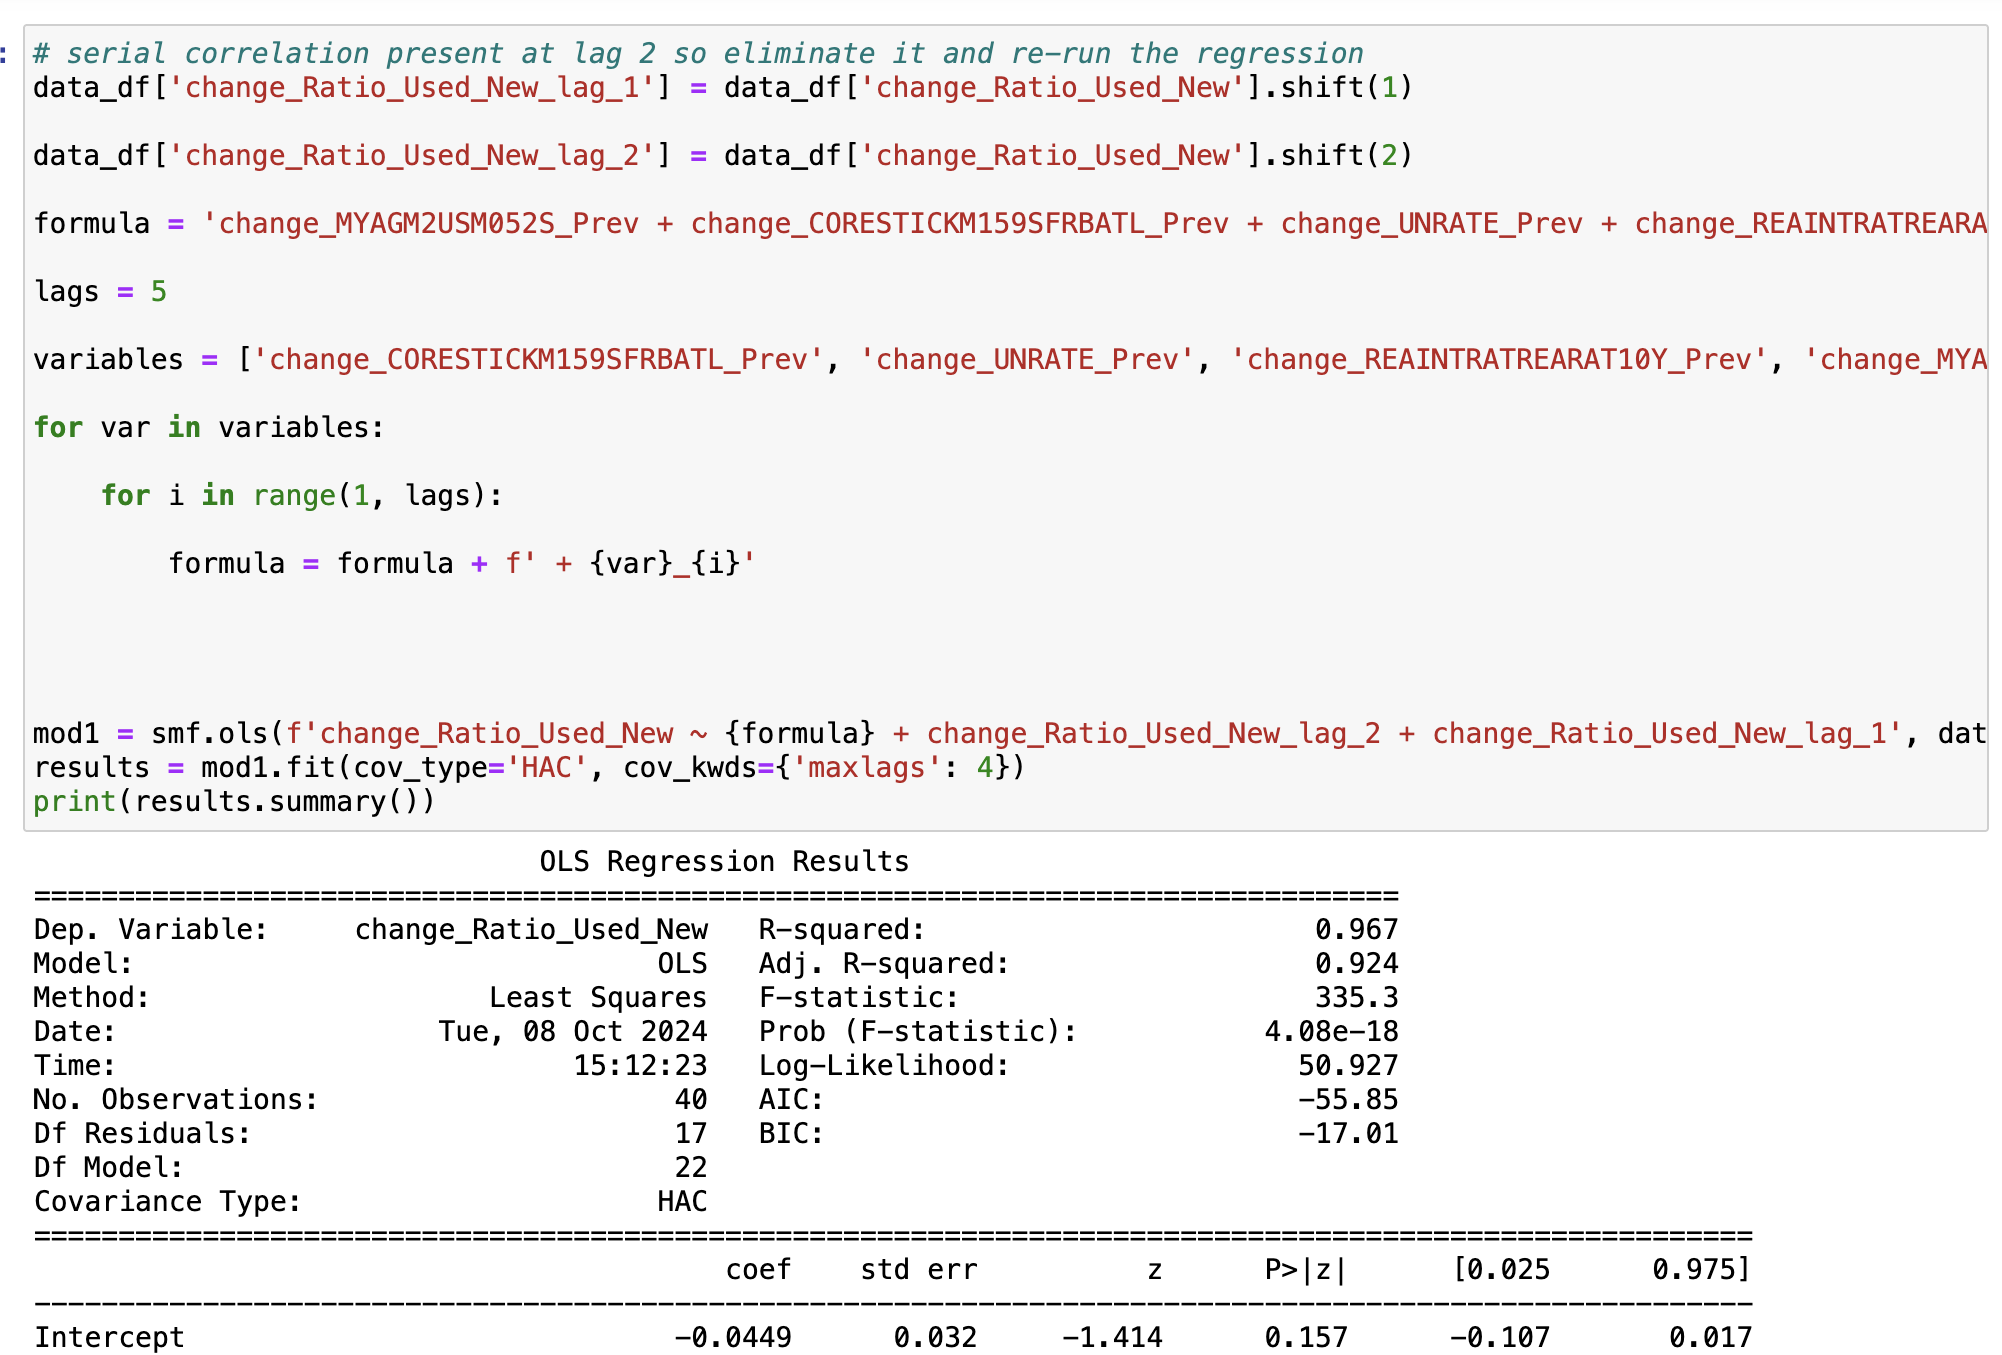 # serial correlation present at lag 2 so eliminate it and re-run the regression
data_df['change_Ratio_Used_New_lag_1'] = data_df['change_Ratio_Used_New'].shift(1)
data_df['change_Ratio_Used_New_lag_2'] = data_df['change_Ratio_Used_New'].shift(2)
formula = 'change_MYAGM2USM052S_Prev + change_CORESTICKM159SFRBATL_Prev + change_UNRATE_Prev + change_REAINTRATREARA
lags = 5
variables = ['change_CORESTICKM159SFRBATL_Prev', 'change_UNRATE_Prev', 'change_REAINTRATREARAT10Y_Prev', 'change_MYA
for var in variables:
    for i in range(1, lags):
        formula = formula + f' + {var}_{i}'
mod1 = smf.ols(f'change_Ratio_Used_New ~ {formula} + change_Ratio_Used_New_lag_2 + change_Ratio_Used_New_lag_1', dat
results = mod1.fit(cov_type='HAC', cov_kwds={'maxlags': 4})
print(results.summary())
OLS Regression Results
==============================================================================
Dep. Variable: change_Ratio_Used_New R-squared: 0.967
Model: OLS Adj. R-squared: 0.924
Method: Least Squares F-statistic: 335.3
Date: Tue, 08 Oct 2024 Prob (F-statistic): 4.08e-18
Time: 15:12:23 Log-Likelihood: 50.927
No. Observations: 40 AIC: -55.85
Df Residuals: 17 BIC: -17.01
Df Model: 22
Covariance Type: HAC
======================================================================================================
coef std err z P>|z| [0.025 0.975]
------------------------------------------------------------------------------------------------------
Intercept -0.0449 0.032 -1.414 0.157 -0.107 0.017